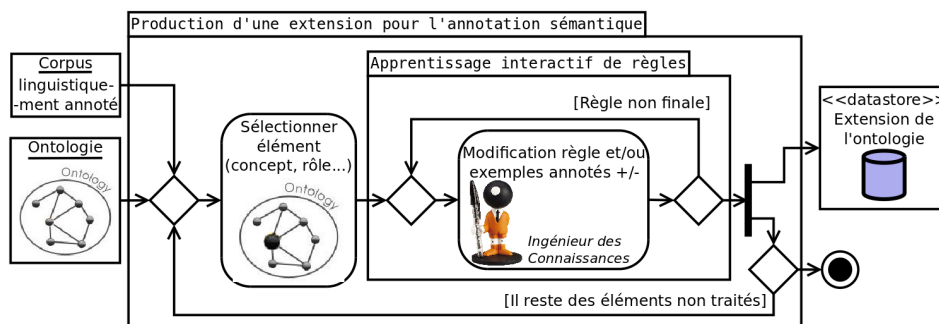 Production d'une extension pour l'annotation sémantique
Corpus
linguistique-
-ment annoté
Ontologie
Ontology
Sélectionner
élément
(concept, rôle...)
Ontology
Apprentissage interactif de règles
[Règle non finale]
Modification règle et/ou
exemples annotés +/-
Ingénieur des
Connaissances
<<datastore>>
Extension de
l'ontologie
[Il reste des éléments non traités]